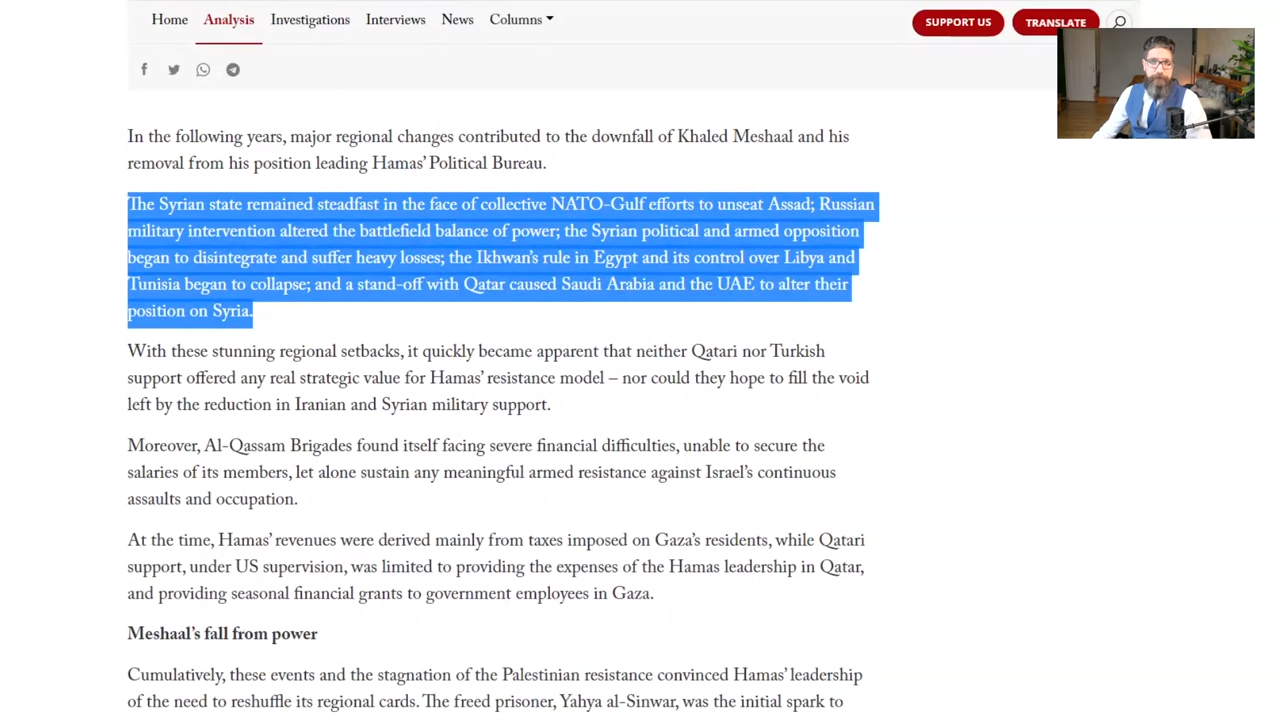 Home Analysis Investigations Interviews News Columns
SUPPORT US TRANSLATE
In the following years, major regional changes contributed to the downfall of Khaled Meshaal and his
removal from his position leading Hamas’ Political Bureau.
The Syrian state remained steadfast in the face of collective NATO-Gulf efforts to unseat Assad; Russian
military intervention altered the battlefield balance of power; the Syrian political and armed opposition
began to disintegrate and suffer heavy losses; the Ikhwan’s rule in Egypt and its control over Libya and
Tunisia began to collapse; and a stand-off with Qatar caused Saudi Arabia and the UAE to alter their
position on Syria.
With these stunning regional setbacks, it quickly became apparent that neither Qatari nor Turkish
support offered any real strategic value for Hamas’ resistance model – nor could they hope to fill the void
left by the reduction in Iranian and Syrian military support.
Moreover, Al-Qassam Brigades found itself facing severe financial difficulties, unable to secure the
salaries of its members, let alone sustain any meaningful armed resistance against Israel’s continuous
assaults and occupation.
At the time, Hamas’ revenues were derived mainly from taxes imposed on Gaza’s residents, while Qatari
support, under US supervision, was limited to providing the expenses of the Hamas leadership in Qatar,
and providing seasonal financial grants to government employees in Gaza.
Meshaal’s fall from power
Cumulatively, these events and the stagnation of the Palestinian resistance convinced Hamas’ leadership
of the need to reshuffle its regional cards. The freed prisoner, Yahya al-Sinwar, was the initial spark to